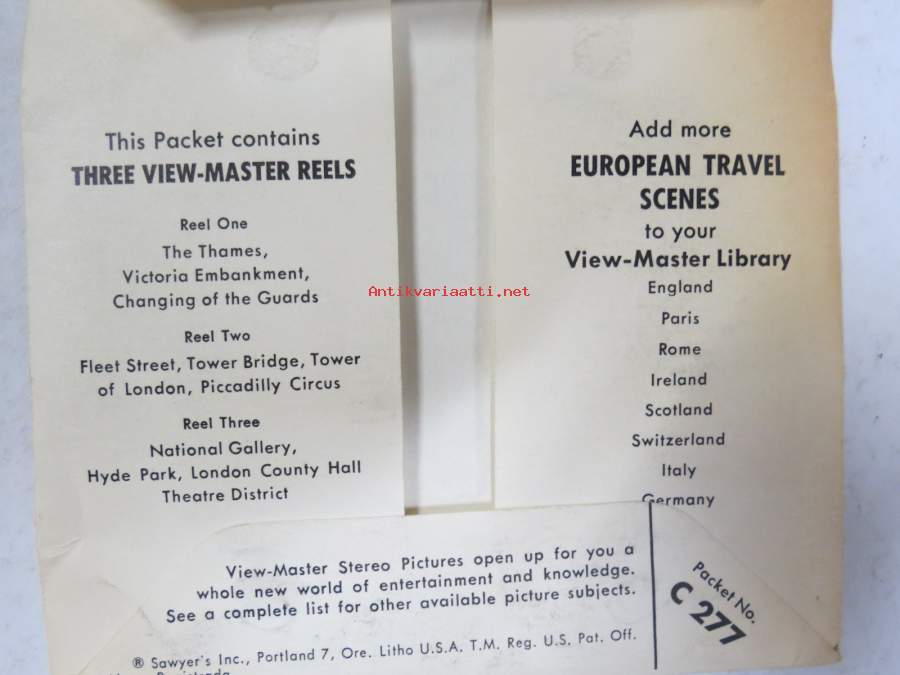 This Packet contains
THREE VIEW-MASTER REELS
Reel One
The Thames,
Victoria Embankment,
Changing of the Guards
Reel Two
Fleet Street, Tower Bridge, Tower
of London, Piccadilly Circus
Reel Three
National Gallery,
Hyde Park, London County Hall
Theatre District
Antikvariaatti.net
Add more
EUROPEAN TRAVEL
SCENES
to your
View-Master Library
England
Paris
Rome
Ireland
Scotland
Switzerland
Italy
Germany
View-Master Stereo Pictures open up for you a
whole new world of entertainment and knowledge.
See a complete list for other available picture subjects.
® Sawyer's Inc., Portland 7, Ore. Litho U.S.A. T.M. Reg. U.S. Pat. Off.
Packet No.
C 277